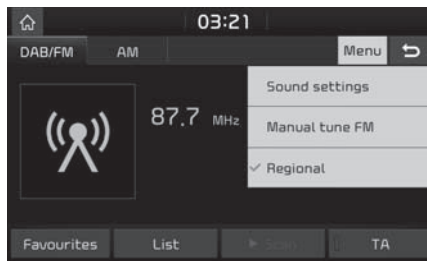 03:21
DAB/FM AM Menu
Sound settings
87.7 MHz
Manual tune FM
Regional
Favourites List Scan TA